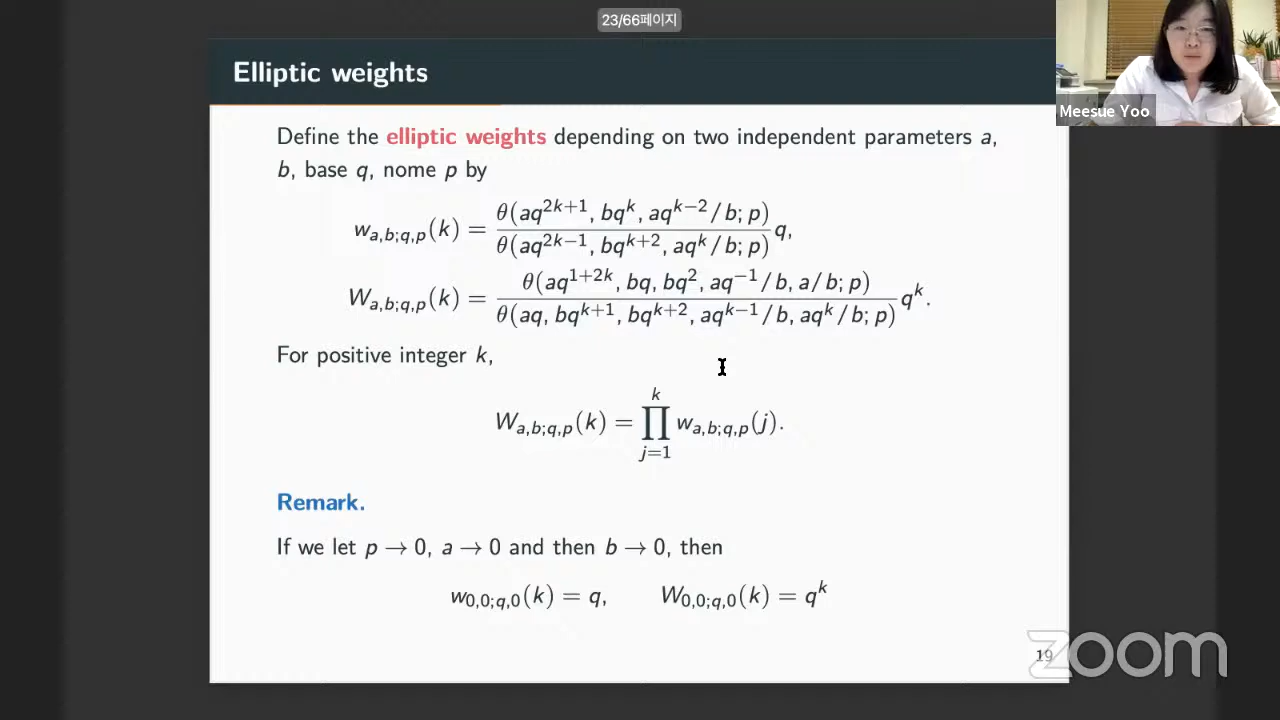 23/66페이지
Elliptic weights
Meesue Yoo
Define the elliptic weights depending on two independent parameters a,
b, base q, nome p by
w_{a,b;q,p}(k) = \frac{θ(aq^{2k+1}, bq^k, aq^{k−2}/b; p)}{θ(aq^{2k−1}, bq^{k+2}, aq^k/b; p)} q,
W_{a,b;q,p}(k) = \frac{θ(aq^{1+2k}, bq, bq^2, aq^{−1}/b, a/b; p)}{θ(aq, bq^{k+1}, bq^{k+2}, aq^{k−1}/b, aq^k/b; p)} q^k.
For positive integer k,
W_{a,b;q,p}(k) = \prod_{j=1}^{k} w_{a,b;q,p}(j).
Remark.
If we let p → 0, a → 0 and then b → 0, then
w_{0,0;q,0}(k) = q, W_{0,0;q,0}(k) = q^k
19
zoom